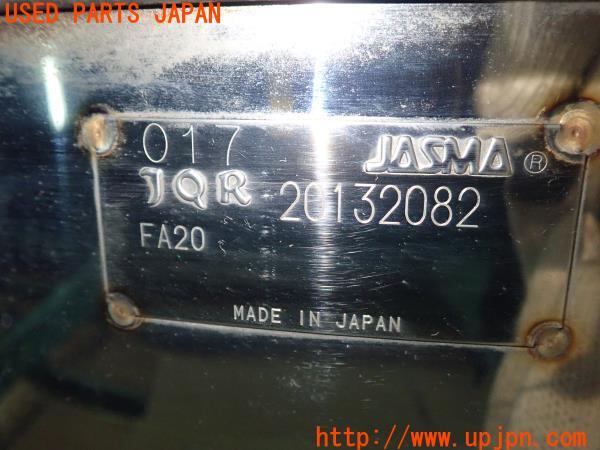 USED PARTS JAPAN
017 JASMA ®
JQR 20132082
FA20
MADE IN JAPAN
http://www.upjpn.com